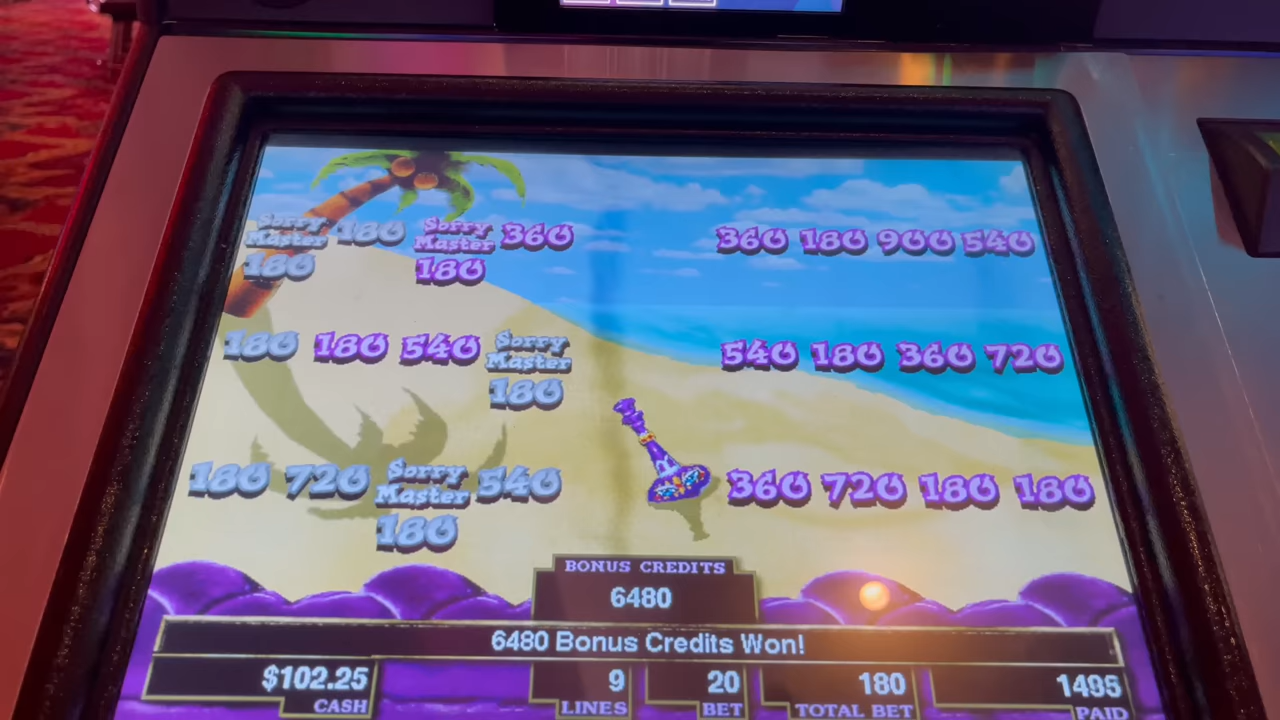 Sorry Master 180 180 Sorry Master 180 360 360 180 900 540
180 180 540 Sorry Master 180 540 180 360 720
180 720 Sorry Master 180 540 360 720 180 180
BONUS CREDITS
6480
6480 Bonus Credits Won!
$102.25 9 20 180 1495
CASH LINES BET TOTAL BET PAID